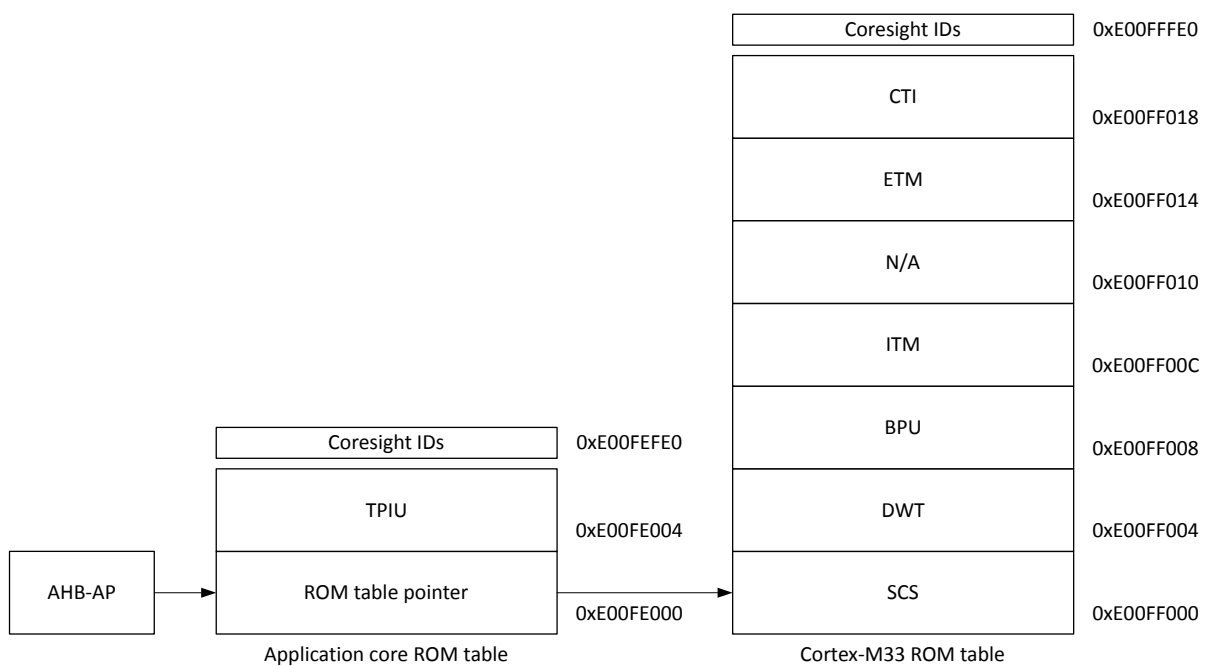 Coresight IDs 0xE00FFFE0
CTI
0xE00FF018
ETM
0xE00FF014
N/A
0xE00FF010
ITM
0xE00FF00C
BPU
0xE00FF008
Coresight IDs 0xE00FEFE0
TPIU
0xE00FE004
DWT
0xE00FF004
AHB-AP
ROM table pointer
0xE00FE000
SCS
0xE00FF000
Application core ROM table
Cortex-M33 ROM table